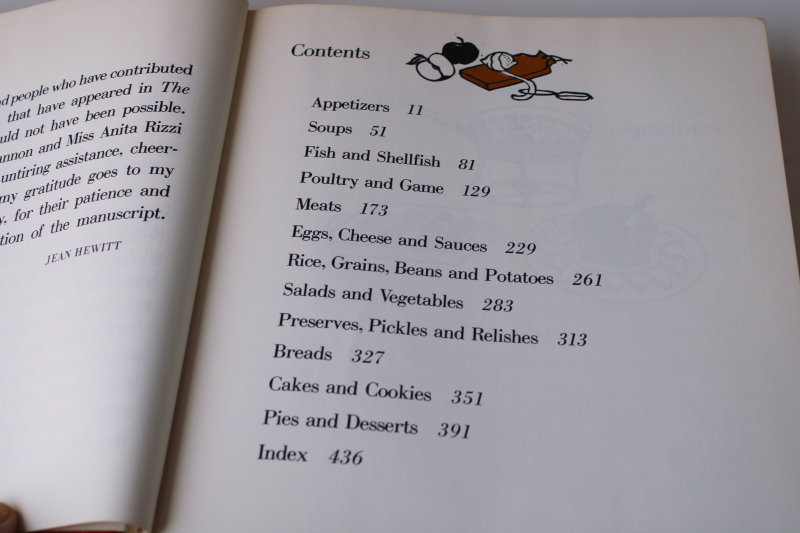 people who have contributed
that have appeared in The
not have been possible.
and Miss Anita Rizzi
untiring assistance, cheer-
my gratitude goes to my
for their patience and
of the manuscript.
JEAN HEWITT
Contents
Appetizers 11
Soups 51
Fish and Shellfish 81
Poultry and Game 129
Meats 173
Eggs, Cheese and Sauces 229
Rice, Grains, Beans and Potatoes 261
Salads and Vegetables 283
Preserves, Pickles and Relishes 313
Breads 327
Cakes and Cookies 351
Pies and Desserts 391
Index 436